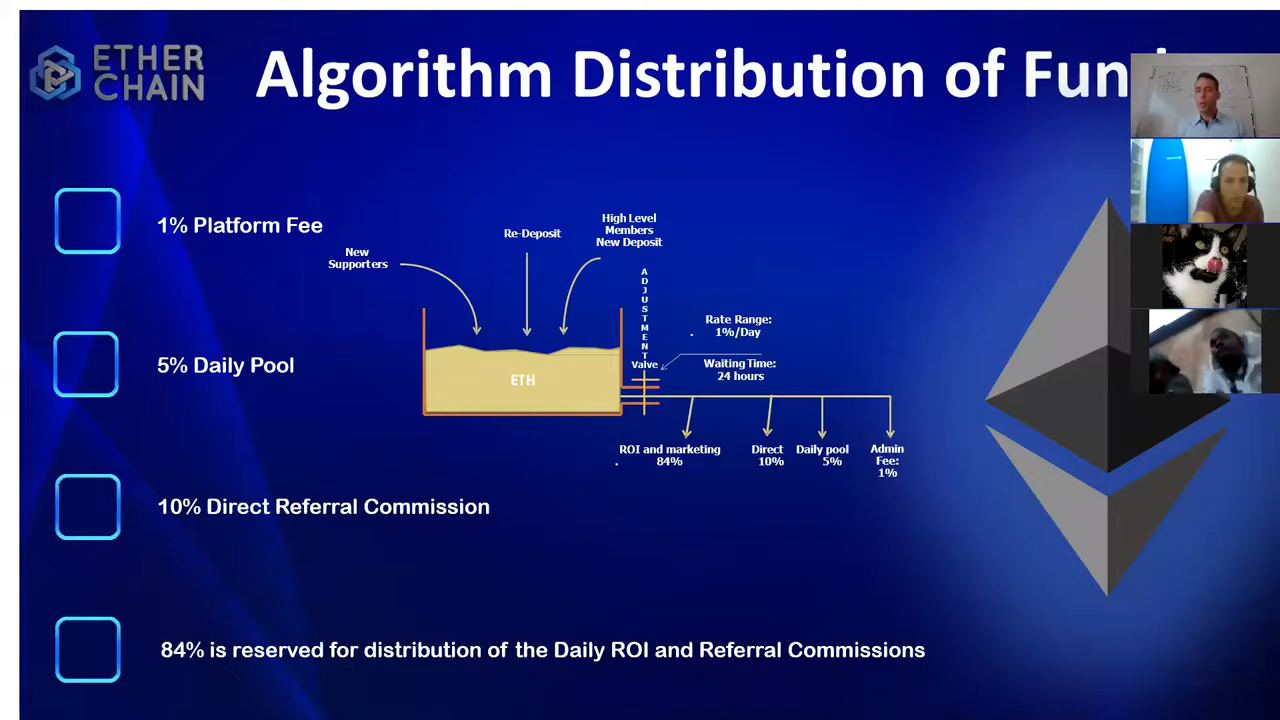 ETHER
CHAIN
Algorithm Distribution of Fun
1% Platform Fee
5% Daily Pool
10% Direct Referral Commission
84% is reserved for distribution of the Daily ROI and Referral Commissions
New
Supporters
Re-Deposit
High Level
Members
New Deposit
ADJUSTMENT
Valve
Rate Range:
1%/Day
Waiting Time:
24 hours
ETH
ROI and marketing
84%
Direct
10%
Daily pool
5%
Admin
Fee:
1%